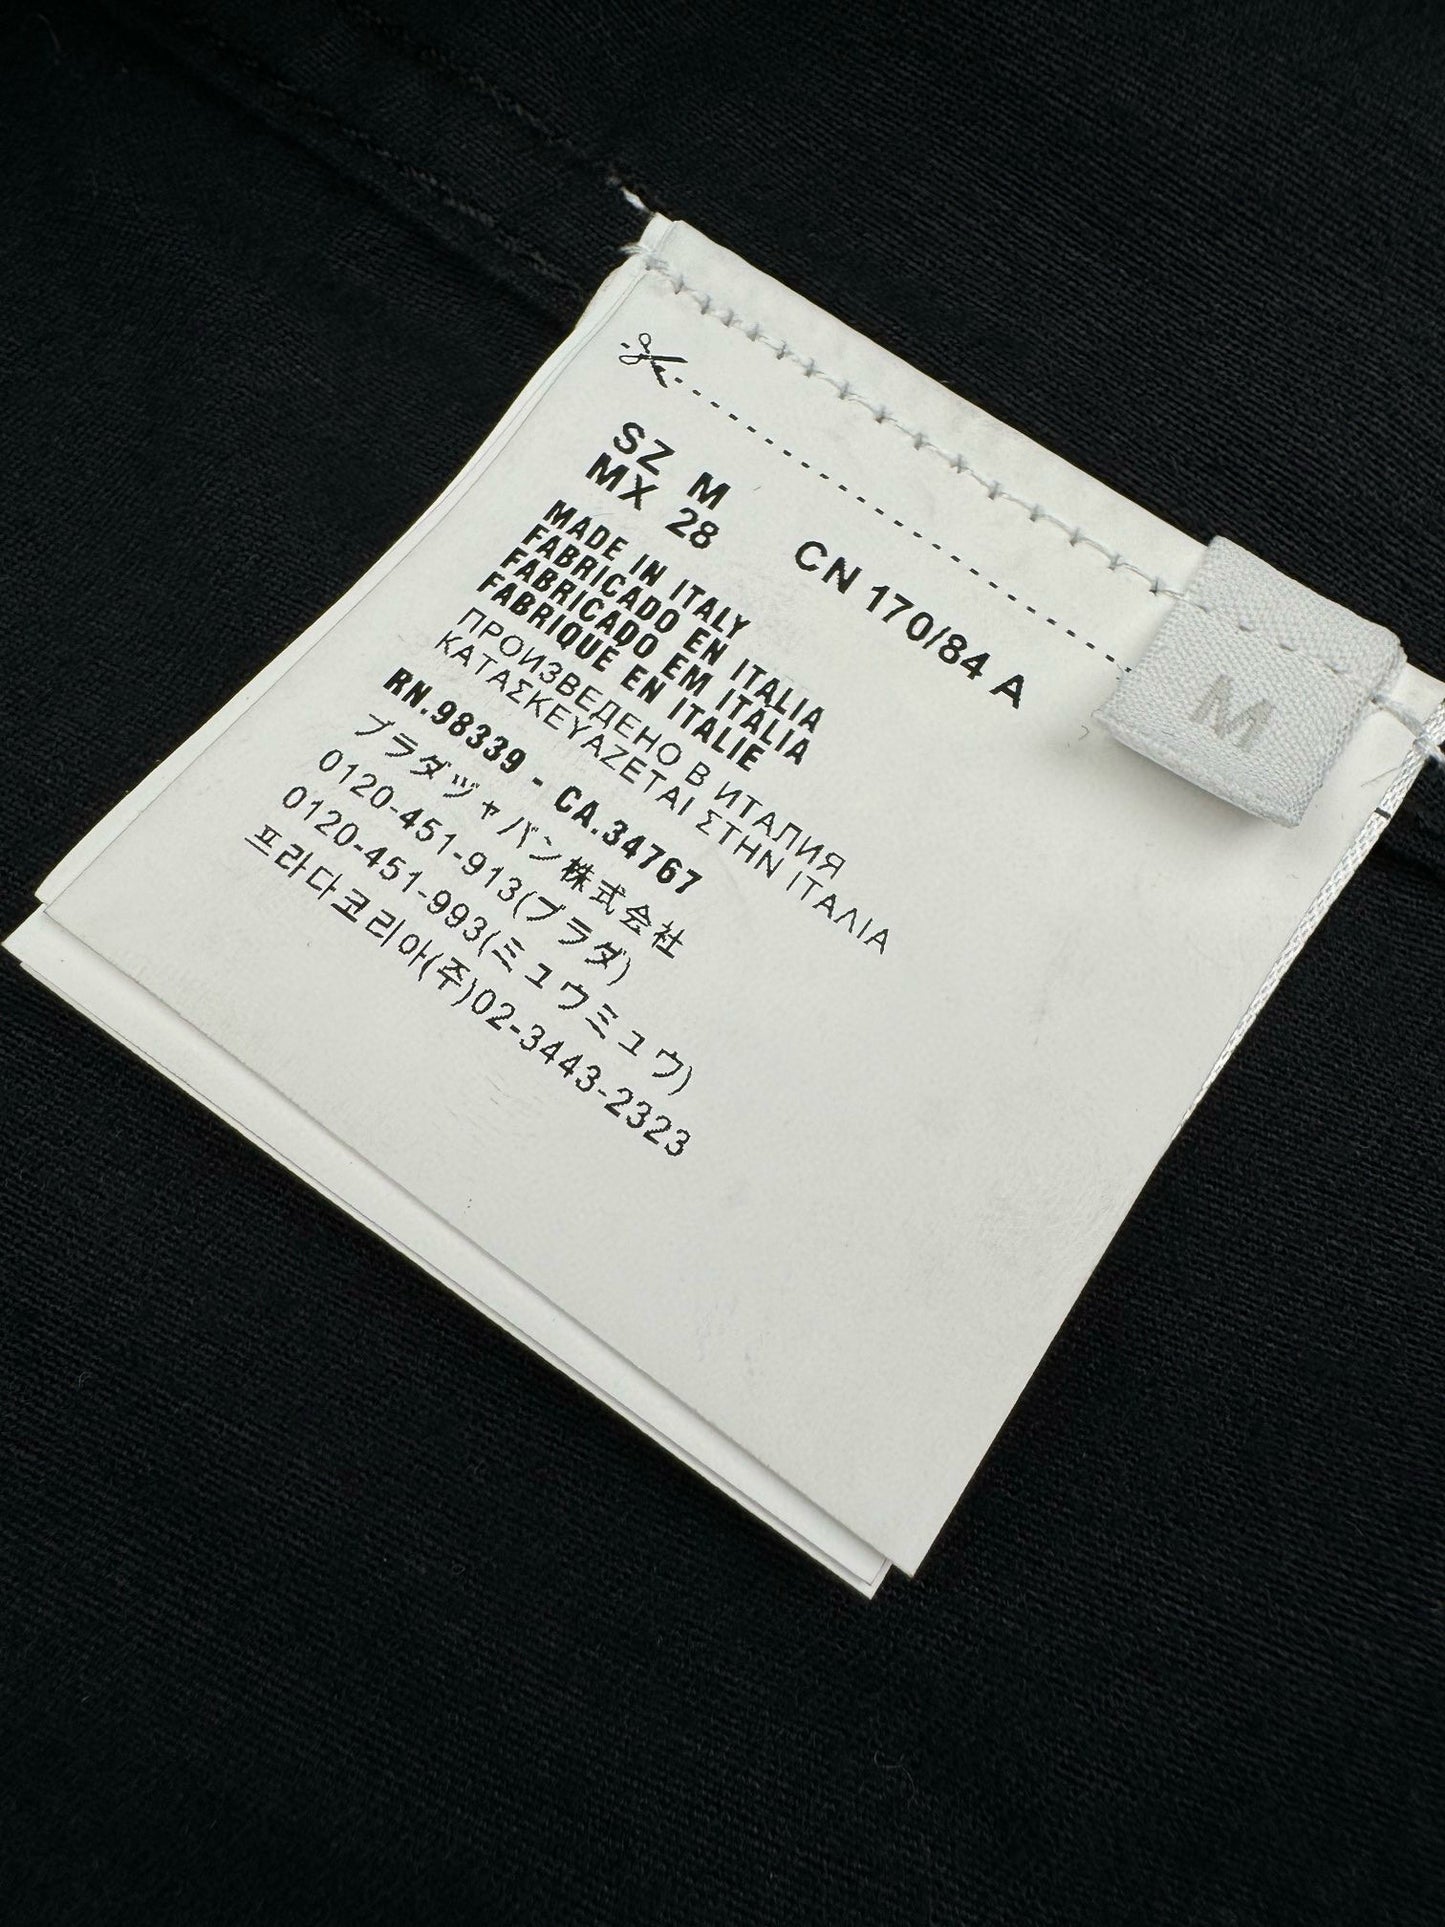 SZ M
MX 28 CN 170/84 A
MADE IN ITALY
FABRICADO EN ITALIA
FABRICADO EM ITÁLIA
FABRIQUÉ EN ITALIE
ПРОИЗВЕДЕНО В ИТАЛИЯ
ΚΑΤΑΣΚΕΥΑΖΕΤΑΙ ΣΤΗΝ ΙΤΑΛΙΑ
RN.98339 - CA.34767
プラダジャパン株式会社
0120-451-913(プラダ)
0120-451-993(ミュウミュウ)
프라다코리아(주)02-3443-2323
M